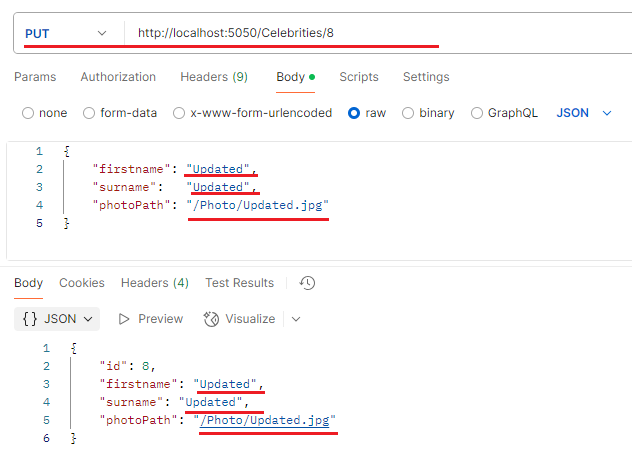 PUT http://localhost:5050/Celebrities/8
Params Authorization Headers (9) Body Scripts Settings
none form-data x-www-form-urlencoded raw binary GraphQL JSON
1 {
2 "firstname": "Updated",
3 "surname": "Updated",
4 "photoPath": "/Photo/Updated.jpg"
5 }
Body Cookies Headers (4) Test Results
{} JSON Preview Visualize
1 {
2 "id": 8,
3 "firstname": "Updated",
4 "surname": "Updated",
5 "photoPath": "/Photo/Updated.jpg"
6 }